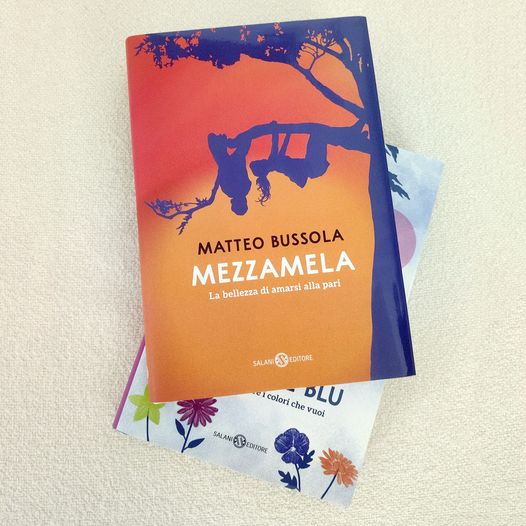 MATTEO BUSSOLA
MEZZAMELA
La bellezza di amarsi alla pari
SALANI EDITORE
BLU
i colori che vuoi
SALANI EDITORE